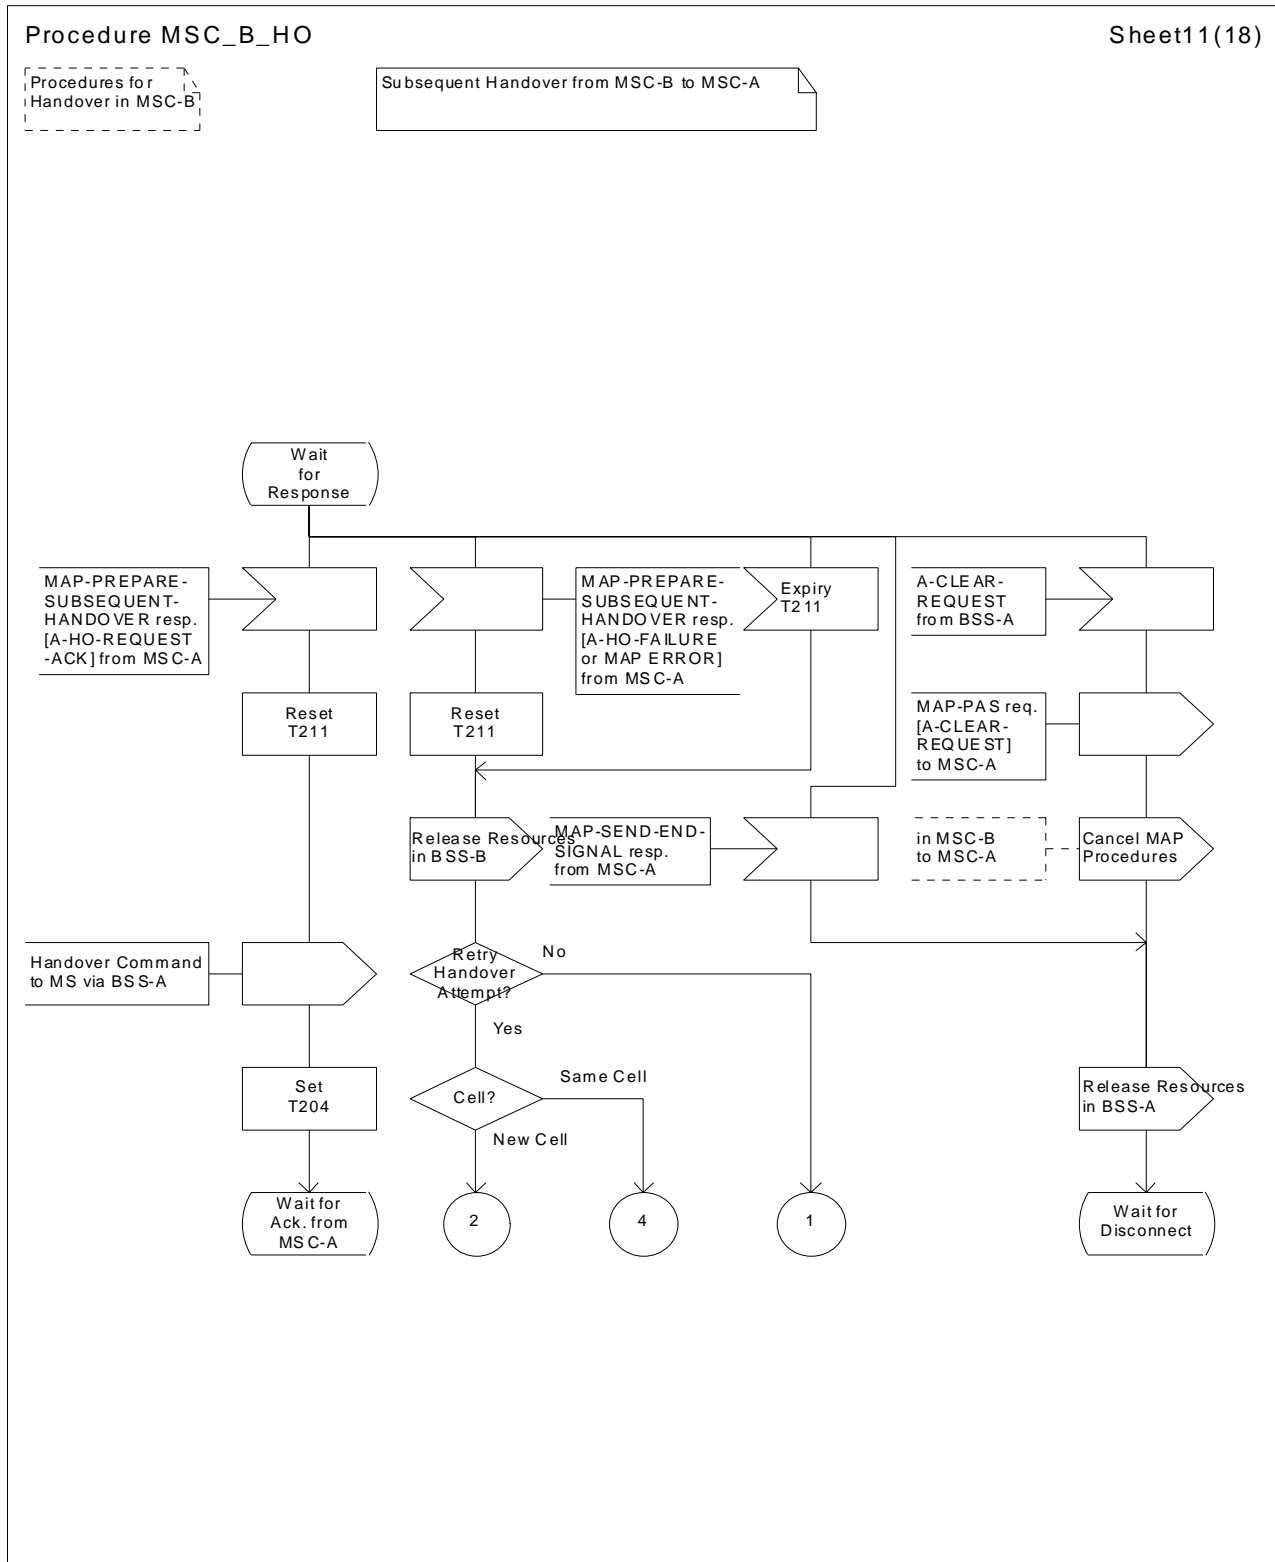 Procedure MSC_B_HO
Sheet11(18)
Procedures for
Handover in MSC-B
Subsequent Handover from MSC-B to MSC-A
Wait
for
Response
MAP-PREPARE-
SUBSEQUENT-
HANDOVER resp.
[A-HO-REQUEST
-ACK] from MSC-A
MAP-PREPARE-
SUBSEQUENT-
HANDOVER resp.
[A-HO-FAILURE
or MAP ERROR]
from MSC-A
Expiry
T211
A-CLEAR-
REQUEST
from BSS-A
Reset
T211
Reset
T211
MAP-PAS req.
[A-CLEAR-
REQUEST]
to MSC-A
Release Resources
in BSS-B
MAP-SEND-END-
SIGNAL resp.
from MSC-A
in MSC-B
to MSC-A
Cancel MAP
Procedures
Handover Command
to MS via BSS-A
Retry
Handover
Attempt?
No
Yes
Set
T204
Cell?
Same Cell
New Cell
Release Resources
in BSS-A
Wait for
Ack. from
MSC-A
2
4
1
Wait for
Disconnect